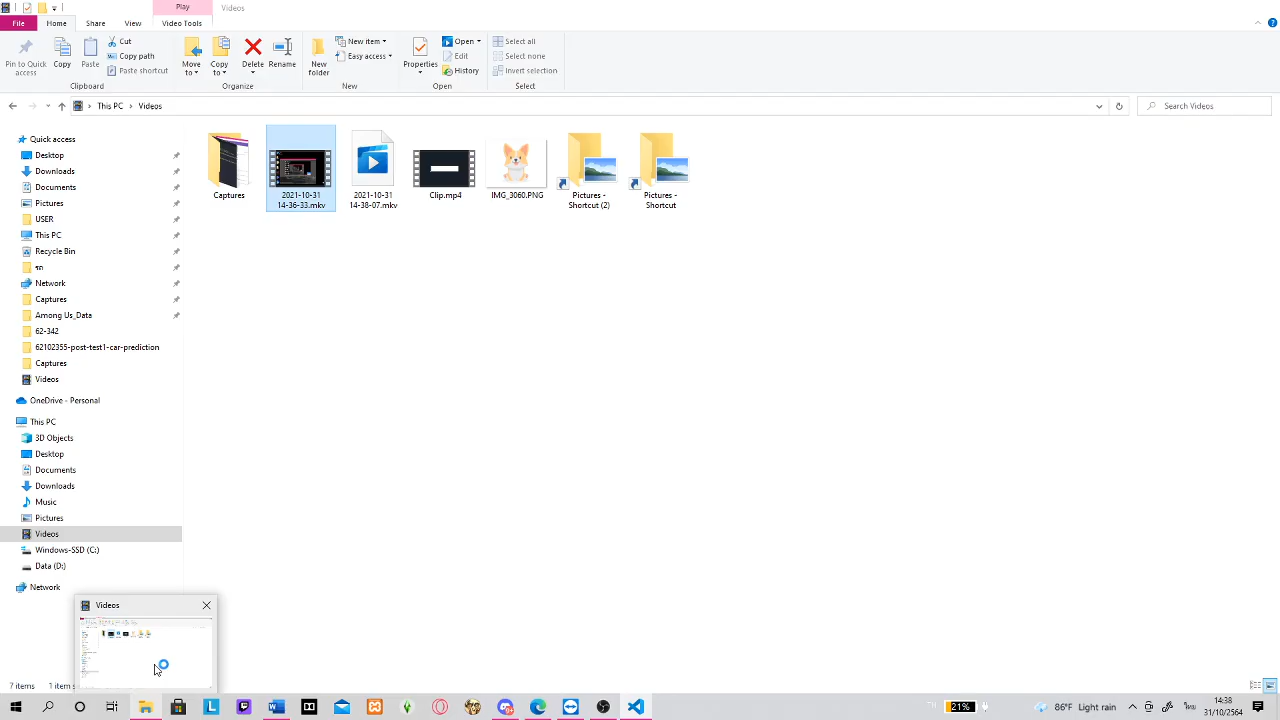 Play
Videos
File
Home
Share
View
Video Tools
Pin to Quick access
Copy
Paste
Cut
Copy path
Paste shortcut
Clipboard
Move to
Copy to
Delete
Rename
Organize
New folder
New item
Easy access
New
Properties
Open
Edit
History
Open
Select all
Select none
Invert selection
Select
This PC
Videos
Search Videos
Quick access
Desktop
Downloads
Documents
Pictures
USER
This PC
Recycle Bin
รถ
Network
Captures
Among Us_Data
62-342
62102355-post-test1-car-prediction
Captures
Videos
OneDrive - Personal
This PC
3D Objects
Desktop
Documents
Downloads
Music
Pictures
Videos
Windows-SSD (C:)
Data (D:)
Network
Captures
2021-10-31
14-36-33.mkv
2021-10-31
14-38-07.mkv
Clip.mp4
IMG_3060.PNG
Pictures -
Shortcut (2)
Pictures -
Shortcut
Videos
7 items
1 item
21%
86°F Light rain
14:38
31/10/2564